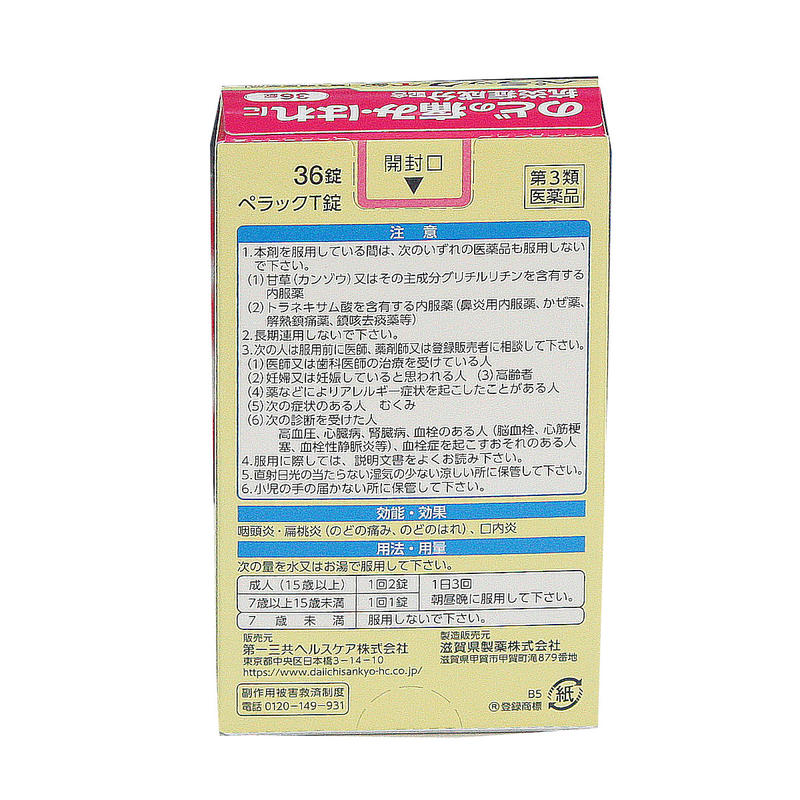 のどの痛み・はれに
抗炎症成分配合
36錠
36錠
ペラックT錠
開封口
▼
第3類
医薬品
注 意
1.本剤を服用している間は、次のいずれの医薬品も服用しない
で下さい。
(1)甘草(カンゾウ)又はその主成分グリチルリチンを含有する
内服薬
(2)トラネキサム酸を含有する内服薬(鼻炎用内服薬、かぜ薬、
解熱鎮痛薬、鎮咳去痰薬等)
2.長期連用しないで下さい。
3.次の人は服用前に医師、薬剤師又は登録販売者に相談して下さい。
(1)医師又は歯科医師の治療を受けている人
(2)妊婦又は妊娠していると思われる人 (3)高齢者
(4)薬などによりアレルギー症状を起こしたことがある人
(5)次の症状のある人 むくみ
(6)次の診断を受けた人
高血圧、心臓病、腎臓病、血栓のある人(脳血栓、心筋梗
塞、血栓性静脈炎等)、血栓症を起こすおそれのある人
4.服用に際しては、説明文書をよくお読み下さい。
5.直射日光の当たらない湿気の少ない涼しい所に保管して下さい。
6.小児の手の届かない所に保管して下さい。
効能・効果
咽頭炎・扁桃炎(のどの痛み、のどのはれ)、口内炎
用法・用量
次の量を水又はお湯で服用して下さい。
成人(15歳以上) 1回2錠 1日3回
7歳以上15歳未満 1回1錠 朝昼晩に服用して下さい。
7歳未満 服用しないで下さい。
販売元
第一三共ヘルスケア株式会社
東京都中央区日本橋3-14-10
https://www.daiichisankyo-hc.co.jp/
製造販売元
滋賀県製薬株式会社
滋賀県甲賀市甲賀町滝879番地
副作用被害救済制度
電話 0120-149-931
B5
紙
®登録商標